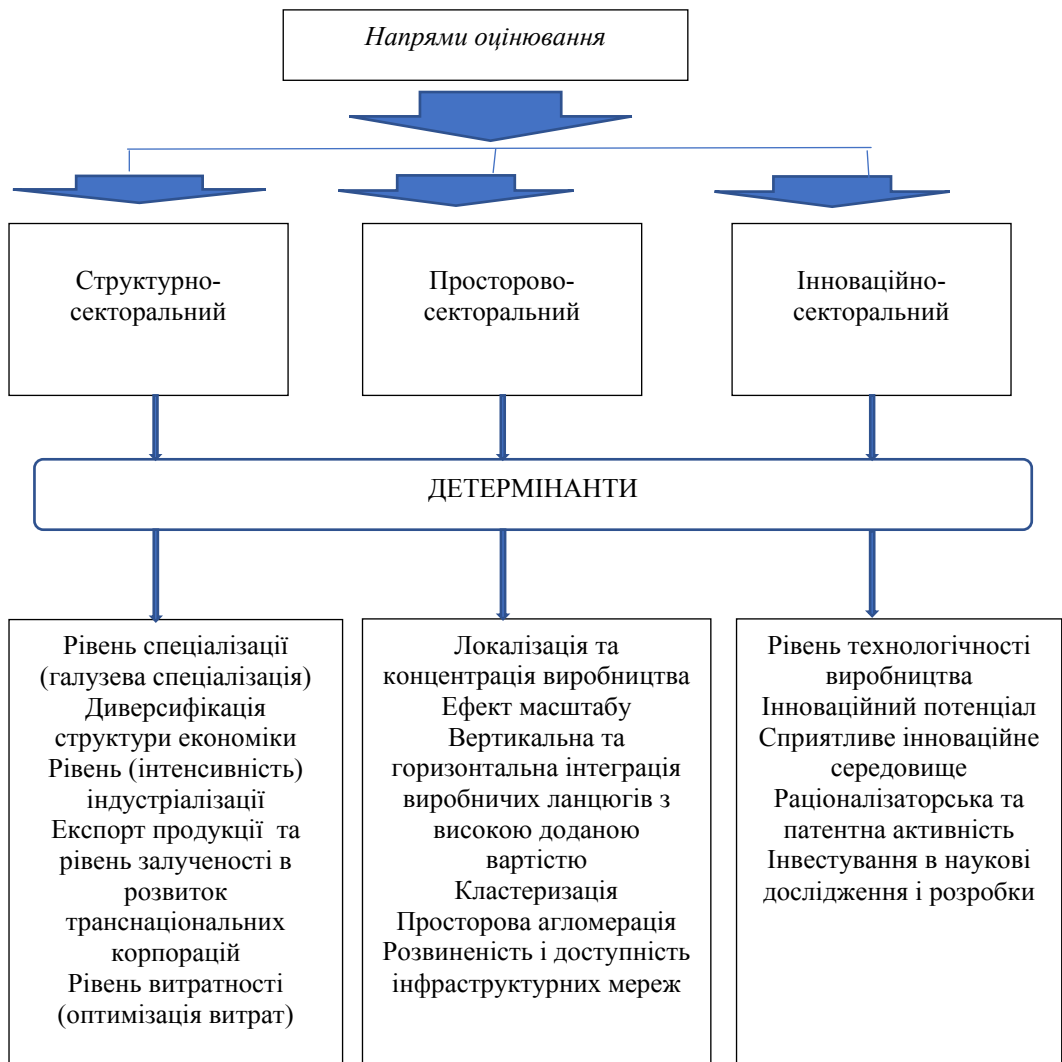 Напрями оцінювання
Структурно-
секторальний
Просторово-
секторальний
Інноваційно-
секторальний
ДЕТЕРМІНАНТИ
Рівень спеціалізації
(галузева спеціалізація)
Диверсифікація
структури економіки
Рівень (інтенсивність)
індустріалізації
Експорт продукції та
рівень залученості в
розвиток
транснаціональних
корпорацій
Рівень витратності
(оптимізація витрат)
Локалізація та
концентрація виробництва
Ефект масштабу
Вертикальна та
горизонтальна інтеграція
виробничих ланцюгів з
високою доданою
вартістю
Кластеризація
Просторова агломерація
Розвиненість і доступність
інфраструктурних мереж
Рівень технологічності
виробництва
Інноваційний потенціал
Сприятливе інноваційне
середовище
Раціоналізаторська та
патентна активність
Інвестування в наукові
дослідження і розробки